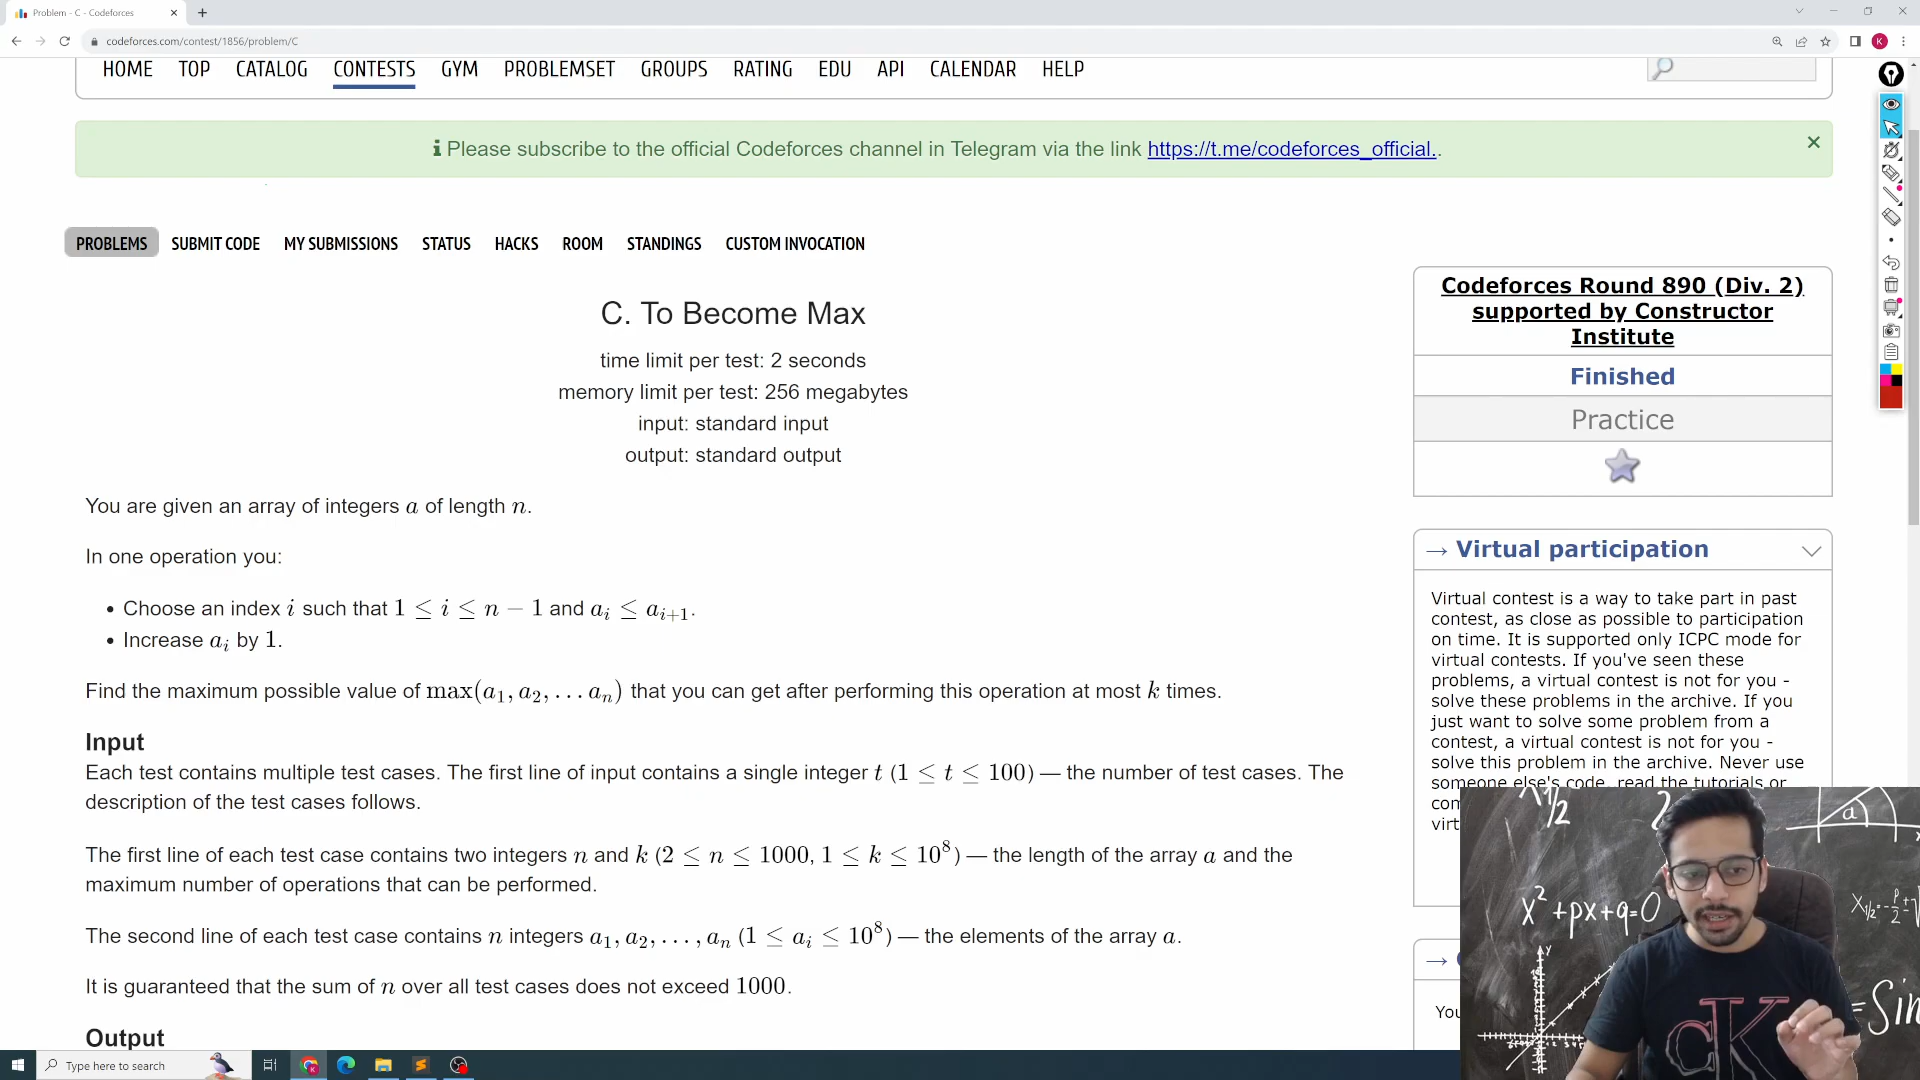 Problem - C - Codeforces
codeforces.com/contest/1856/problem/C
HOME TOP CATALOG CONTESTS GYM PROBLEMSET GROUPS RATING EDU API CALENDAR HELP
Please subscribe to the official Codeforces channel in Telegram via the link https://t.me/codeforces_official..
PROBLEMS SUBMIT CODE MY SUBMISSIONS STATUS HACKS ROOM STANDINGS CUSTOM INVOCATION
C. To Become Max
time limit per test: 2 seconds
memory limit per test: 256 megabytes
input: standard input
output: standard output
You are given an array of integers a of length n.
In one operation you:
• Choose an index i such that 1 ≤ i ≤ n − 1 and a_i ≤ a_{i+1}.
• Increase a_i by 1.
Find the maximum possible value of max(a_1, a_2, … a_n) that you can get after performing this operation at most k times.
Input
Each test contains multiple test cases. The first line of input contains a single integer t (1 ≤ t ≤ 100) — the number of test cases. The
description of the test cases follows.
The first line of each test case contains two integers n and k (2 ≤ n ≤ 1000, 1 ≤ k ≤ 10^8) — the length of the array a and the
maximum number of operations that can be performed.
The second line of each test case contains n integers a_1, a_2, …, a_n (1 ≤ a_i ≤ 10^8) — the elements of the array a.
It is guaranteed that the sum of n over all test cases does not exceed 1000.
Output
Codeforces Round 890 (Div. 2)
supported by Constructor
Institute
Finished
Practice
→ Virtual participation
Virtual contest is a way to take part in past
contest, as close as possible to participation
on time. It is supported only ICPC mode for
virtual contests. If you've seen these
problems, a virtual contest is not for you -
solve these problems in the archive. If you
just want to solve some problem from a
contest, a virtual contest is not for you -
solve this problem in the archive. Never use
someone else's code, read the tutorials or
→
x² +px+q=0
a
= Sin
CK
Type here to search
K